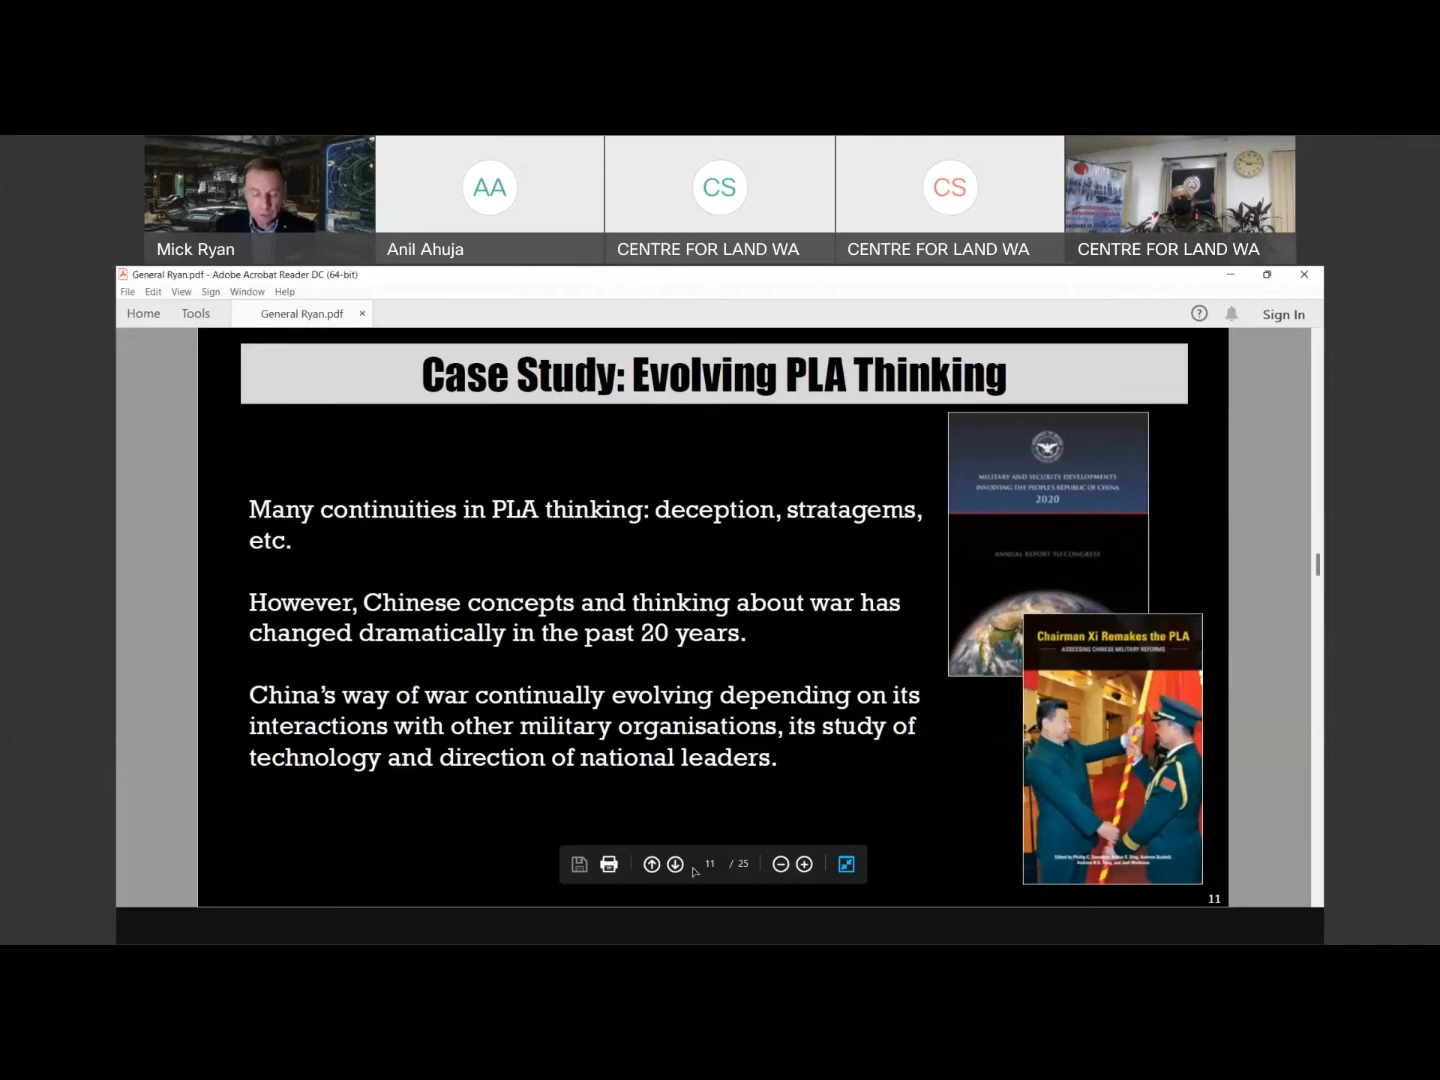 Mick Ryan
AA
Anil Ahuja
CS
CENTRE FOR LAND WA
CS
CENTRE FOR LAND WA
CENTRE FOR LAND WA
General Ryan.pdf - Adobe Acrobat Reader DC (64-bit)
File Edit View Sign Window Help
Home Tools General Ryan.pdf × ? Sign In
Case Study: Evolving PLA Thinking
Many continuities in PLA thinking: deception, stratagems,
etc.
However, Chinese concepts and thinking about war has
changed dramatically in the past 20 years.
China's way of war continually evolving depending on its
interactions with other military organisations, its study of
technology and direction of national leaders.
MILITARY AND SECURITY DEVELOPMENTS
INVOLVING THE PEOPLE'S REPUBLIC OF CHINA
2020
ANNUAL REPORT TO CONGRESS
Chairman Xi Remakes the PLA
ASSESSING CHINESE MILITARY REFORMS
11 / 25
11